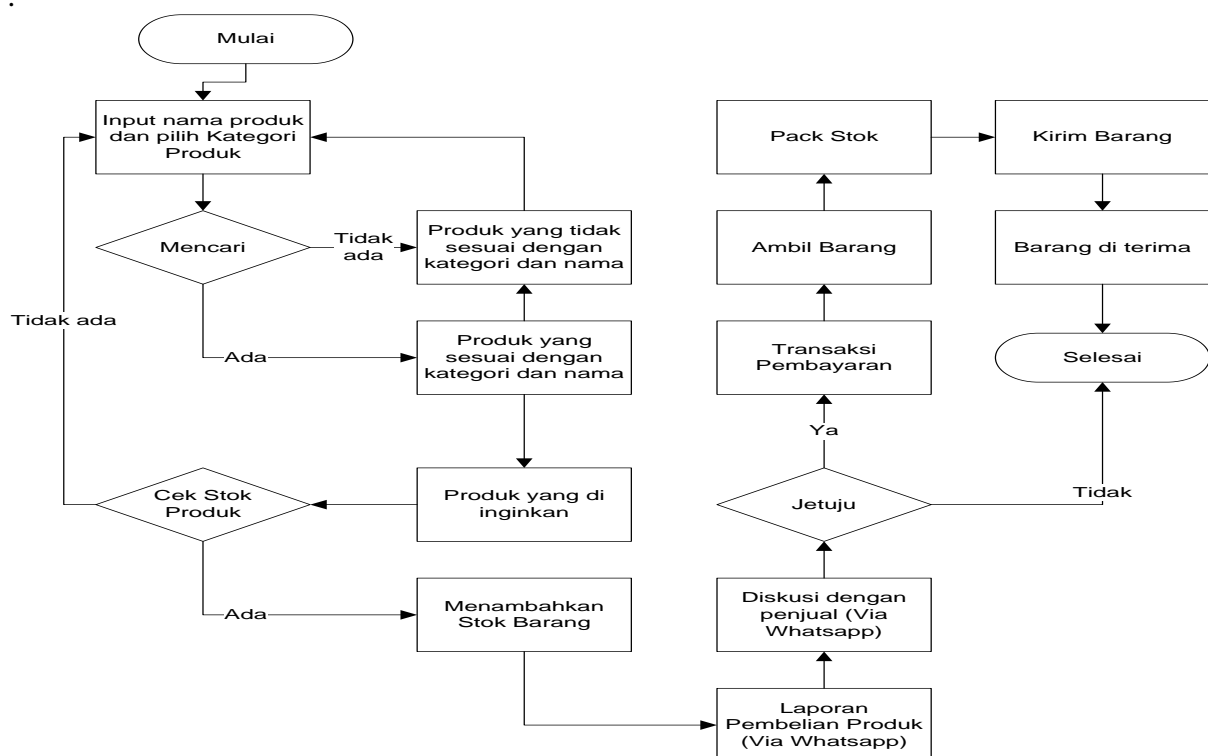 .
Mulai
Input nama produk
dan pilih Kategori
Produk
Mencari
Tidak
ada
Produk yang tidak
sesuai dengan
kategori dan nama
Tidak ada
Ada
Produk yang
sesuai dengan
kategori dan nama
Cek Stok
Produk
Produk yang di
inginkan
Ada
Menambahkan
Stok Barang
Laporan
Pembelian Produk
(Via Whatsapp)
Diskusi dengan
penjual (Via
Whatsapp)
Jetuju
Tidak
Ya
Transaksi
Pembayaran
Ambil Barang
Pack Stok
Kirim Barang
Barang di terima
Selesai